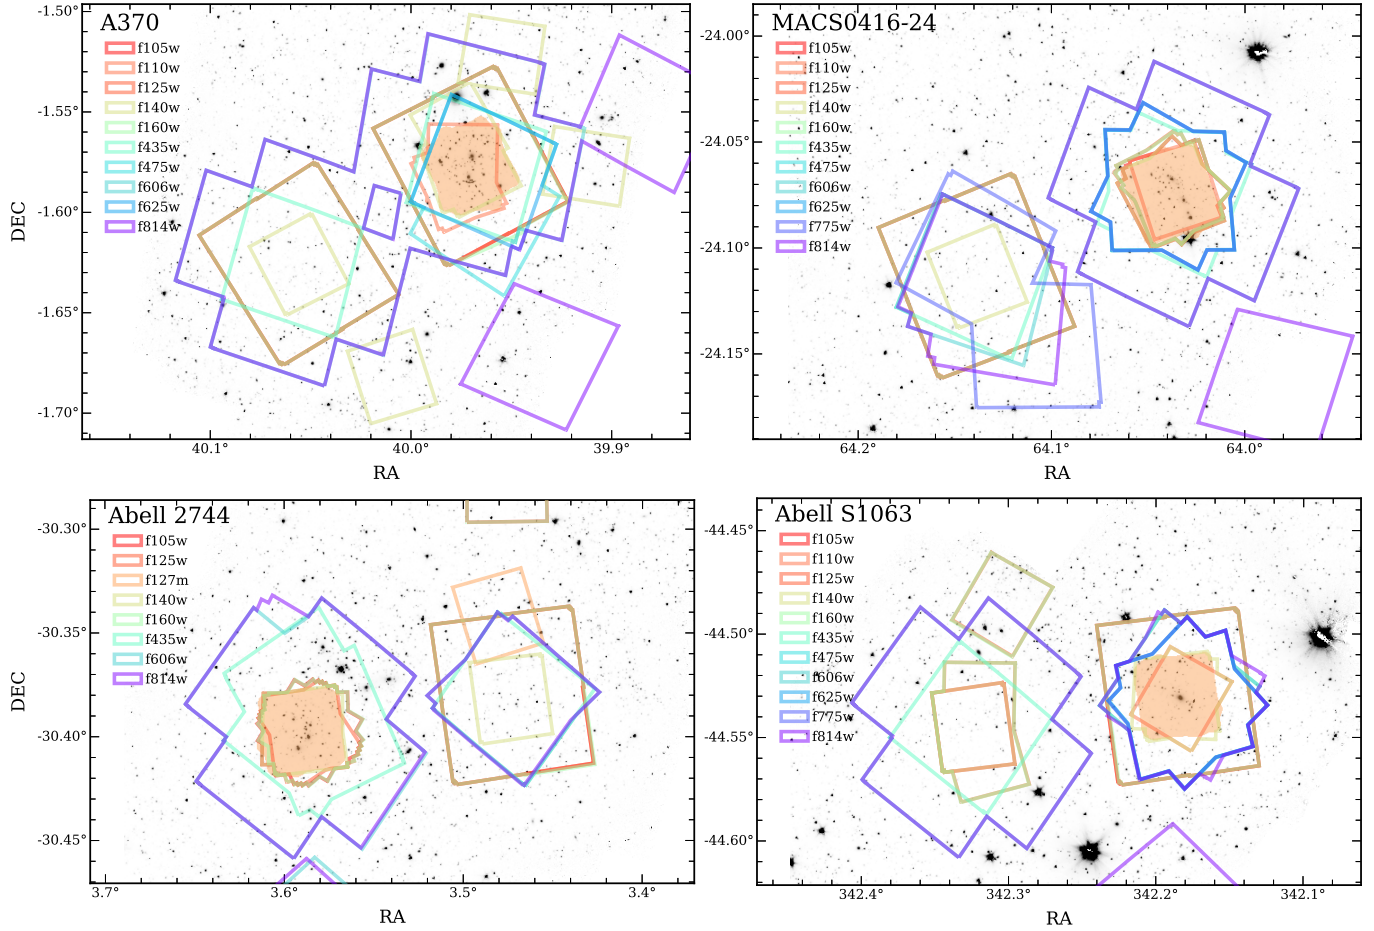 A370
f105w
f110w
f125w
f140w
f160w
f435w
f475w
f606w
f625w
f814w
-1.50°
-1.55°
-1.60°
-1.65°
-1.70°
DEC
40.1°
40.0°
39.9°
RA
MACS0416-24
f105w
f110w
f125w
f140w
f160w
f435w
f475w
f606w
f625w
f775w
f814w
-24.00°
-24.05°
-24.10°
-24.15°
64.2°
64.1°
64.0°
RA
Abell 2744
f105w
f125w
f127m
f140w
f160w
f435w
f606w
f814w
-30.30°
-30.35°
-30.40°
-30.45°
DEC
3.7°
3.6°
3.5°
3.4°
RA
Abell S1063
f105w
f110w
f125w
f140w
f160w
f435w
f475w
f606w
f625w
f775w
f814w
-44.45°
-44.50°
-44.55°
-44.60°
342.4°
342.3°
342.2°
342.1°
RA